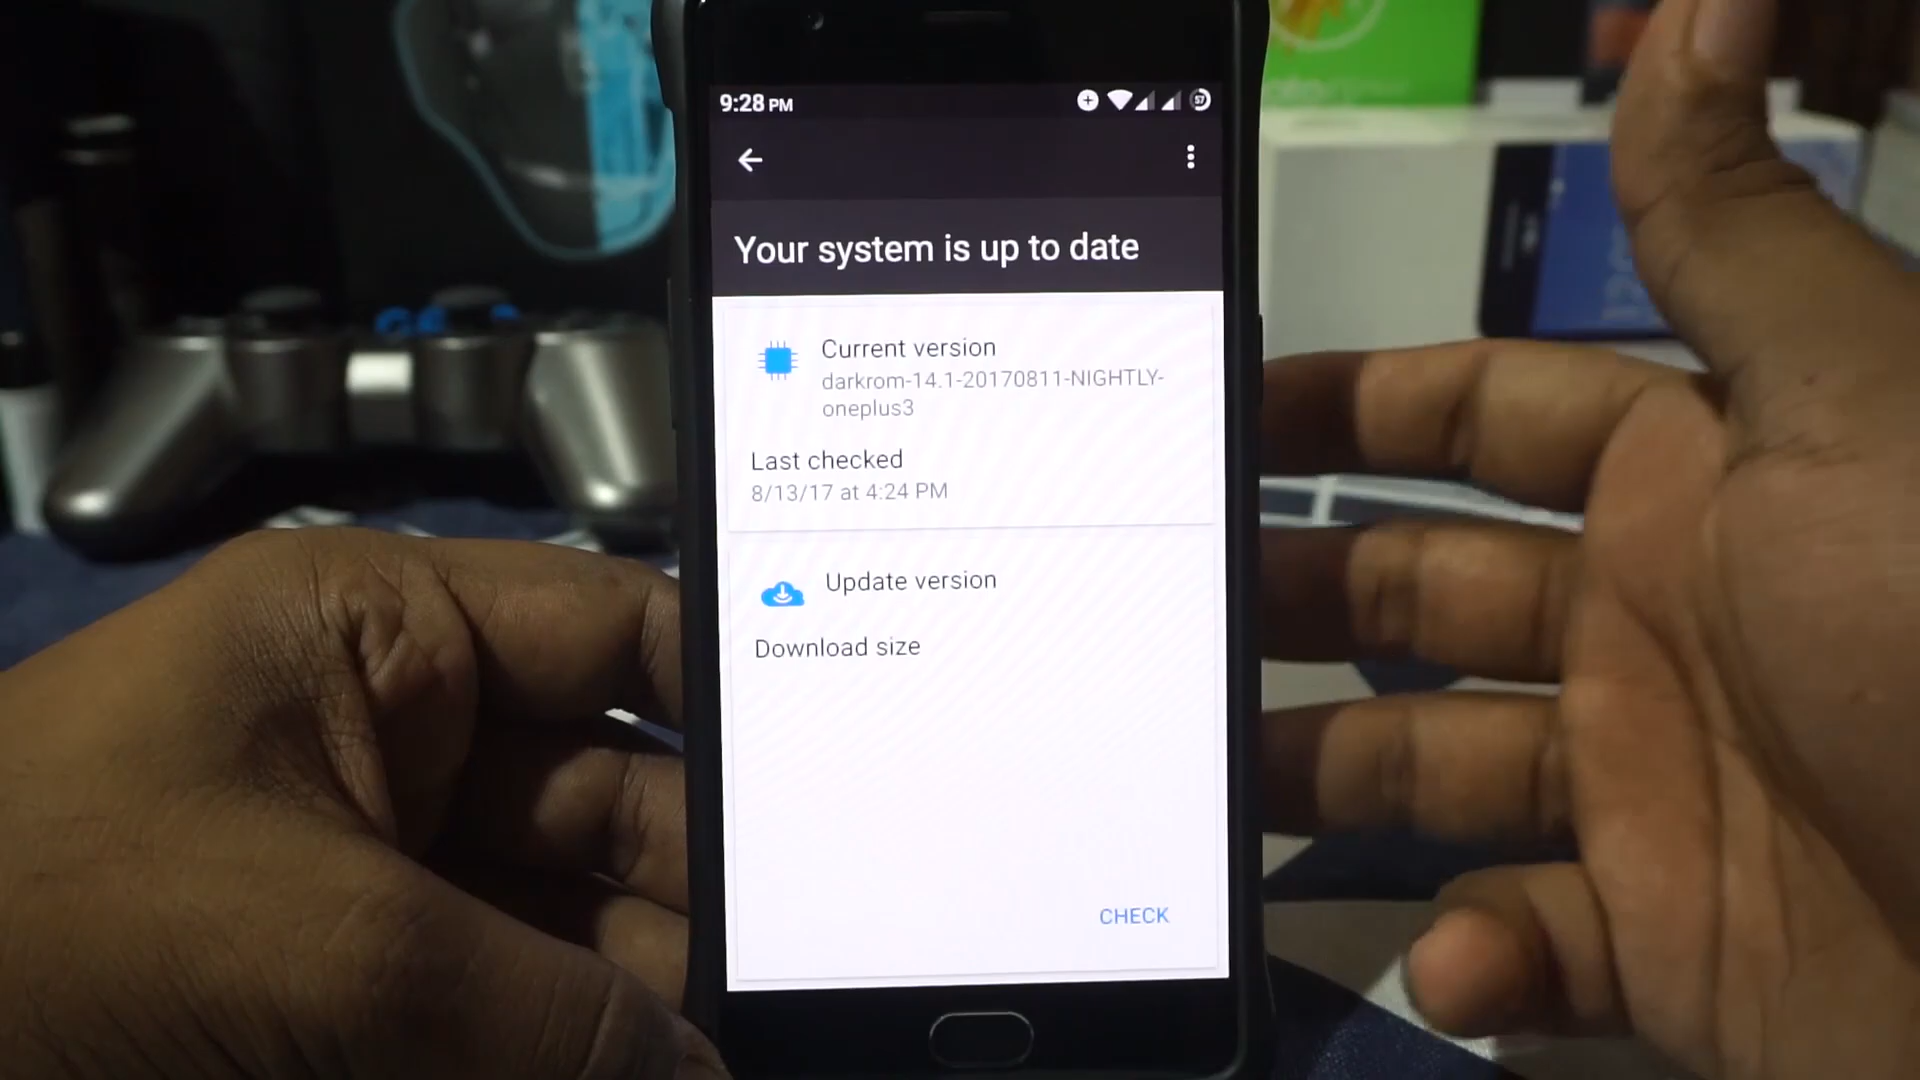 9:28 PM
57
Your system is up to date
Current version
darkrom-14.1-20170811-NIGHTLY-
oneplus3
Last checked
8/13/17 at 4:24 PM
Update version
Download size
CHECK